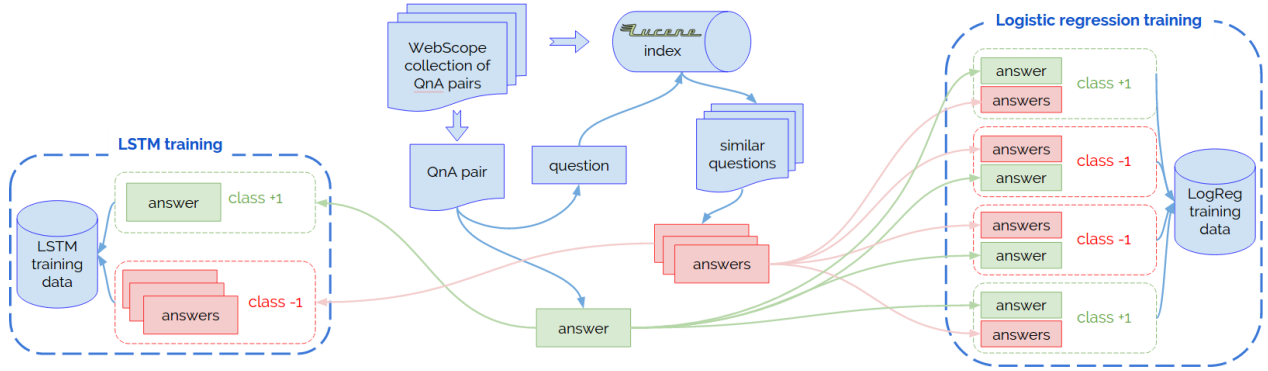 WebScope
collection of
QnA pairs
Lucene
index
Logistic regression training
answer
answers
class +1
answers
answer
class -1
answers
answer
class -1
answer
answers
class +1
LogReg
training
data
similar
questions
question
QnA pair
LSTM training
answer
class +1
LSTM
training
data
answers
class -1
answers
answer